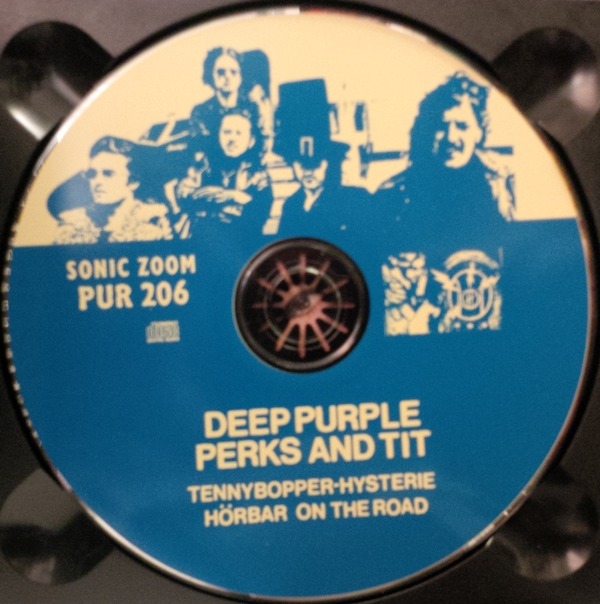 SONIC ZOOM
PUR 206
DEEP PURPLE
PERKS AND TIT
TENNYBOPPER-HYSTERIE
HÖRBAR ON THE ROAD